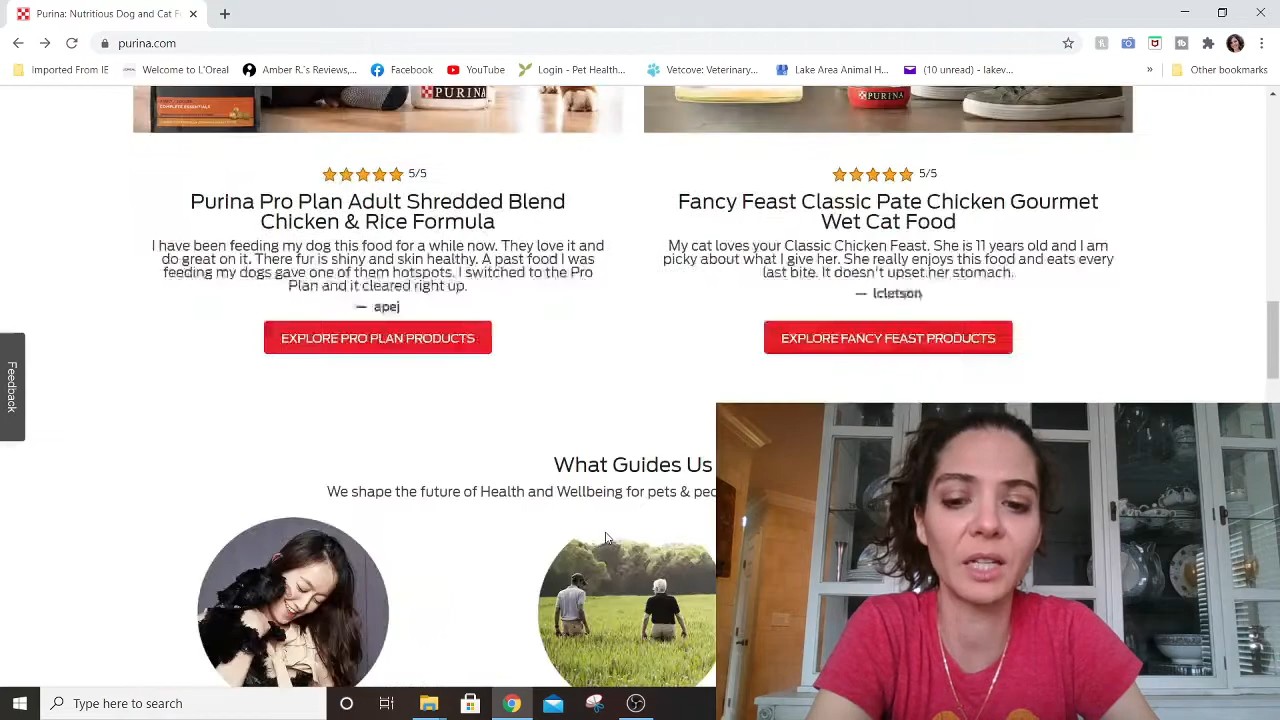 Purina: Nutritious Dog and Cat F
purina.com
Imported From IE
Welcome to L'Oreal
Amber R.'s Reviews,...
Facebook
YouTube
Login - Pet Health...
Vetcove: Veterinary...
Lake Area Animal H...
(10 unread) - lakev...
»
Other bookmarks
COMPLETE ESSENTIALS
PURINA
PURINA
5/5
Purina Pro Plan Adult Shredded Blend
Chicken & Rice Formula
I have been feeding my dog this food for a while now. They love it and
do great on it. There fur is shiny and skin healthy. A past food I was
feeding my dogs gave one of them hotspots. I switched to the Pro
Plan and it cleared right up.
— apej
EXPLORE PRO PLAN PRODUCTS
5/5
Fancy Feast Classic Pate Chicken Gourmet
Wet Cat Food
My cat loves your Classic Chicken Feast. She is 11 years old and I am
picky about what I give her. She really enjoys this food and eats every
last bite. It doesn't upset her stomach.
— lcletson
EXPLORE FANCY FEAST PRODUCTS
Feedback
What Guides Us
We shape the future of Health and Wellbeing for pets &
Type here to search